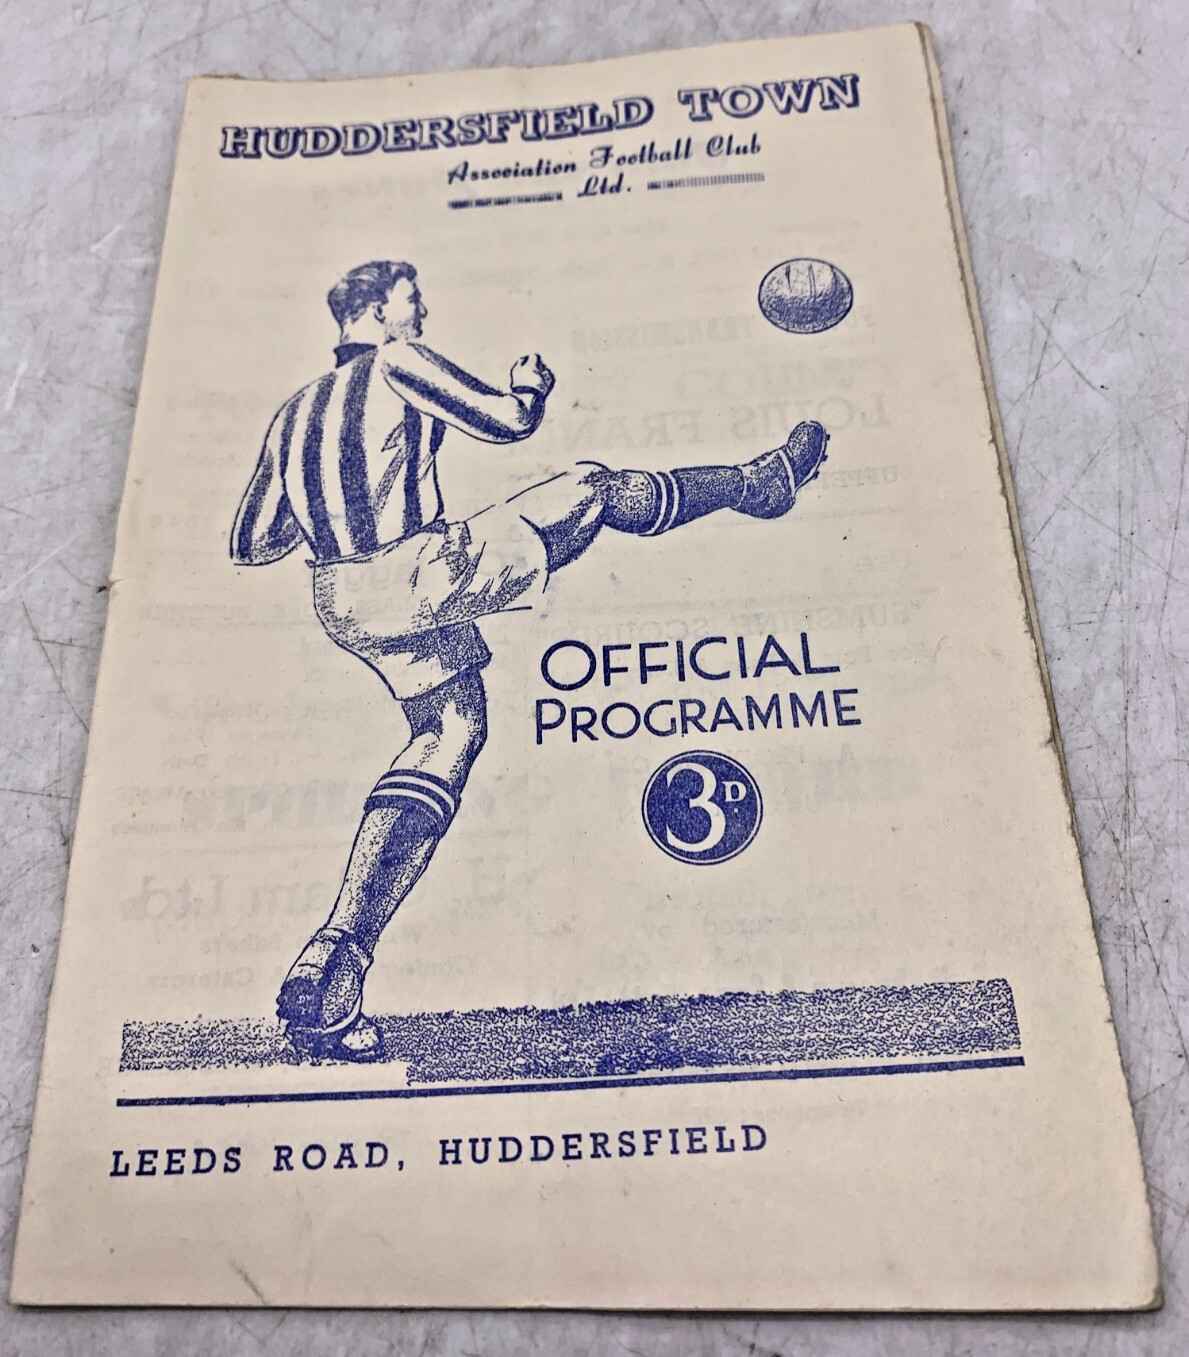 HUDDERSFIELD TOWN
Association Football Club
Ltd.
OFFICIAL
PROGRAMME
3D.
LEEDS ROAD, HUDDERSFIELD